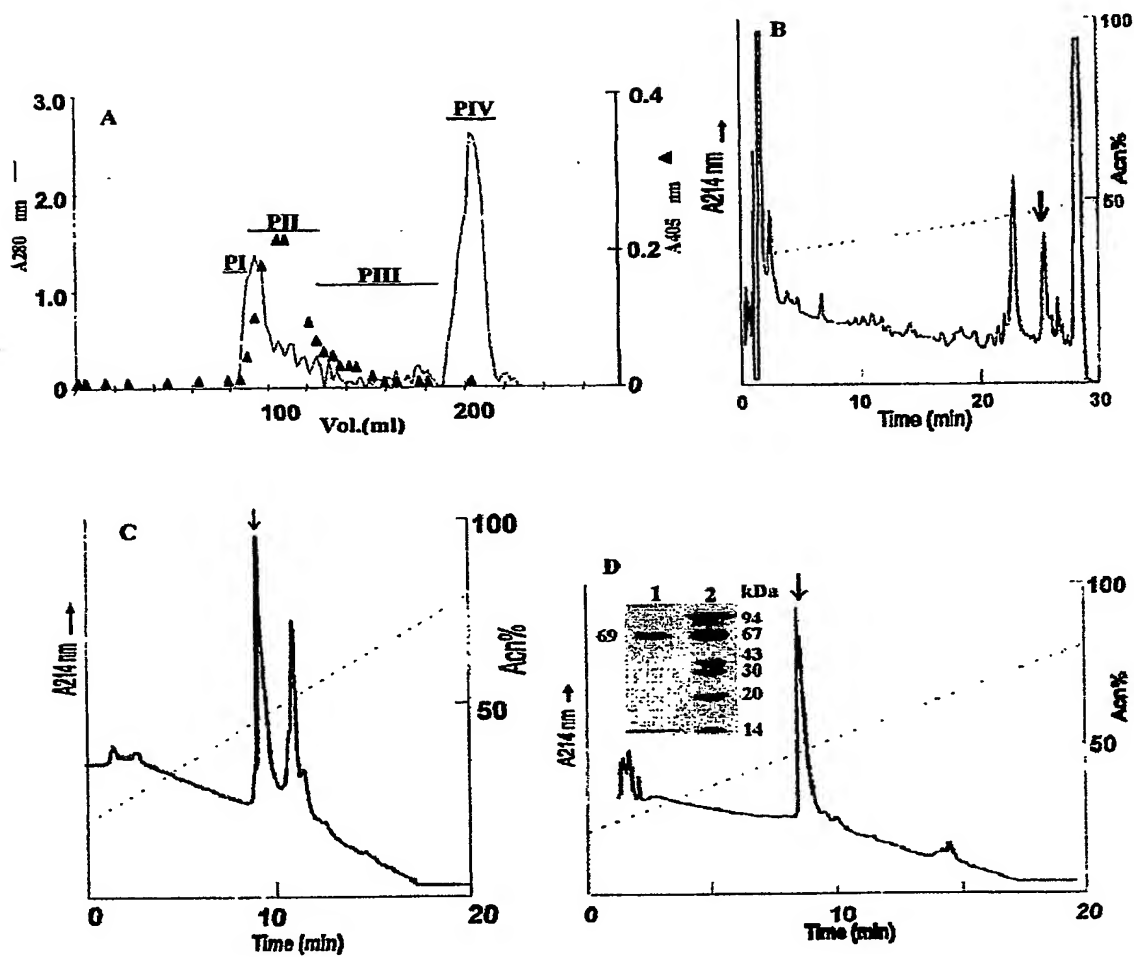 A
3.0
2.0
1.0
0
A280 nm
PI
PII
PIII
PIV
0.4
0.2
0
A405 nm
100
200
Vol.(ml)
B
A214 nm
100
50
Acn%
0
10
20
30
Time (min)
C
A214 nm
100
50
Acn%
0
10
20
Time (min)
D
1
2
kDa
69
94
67
43
30
20
14
A214 nm
100
50
Acn%
0
10
20
Time (min)